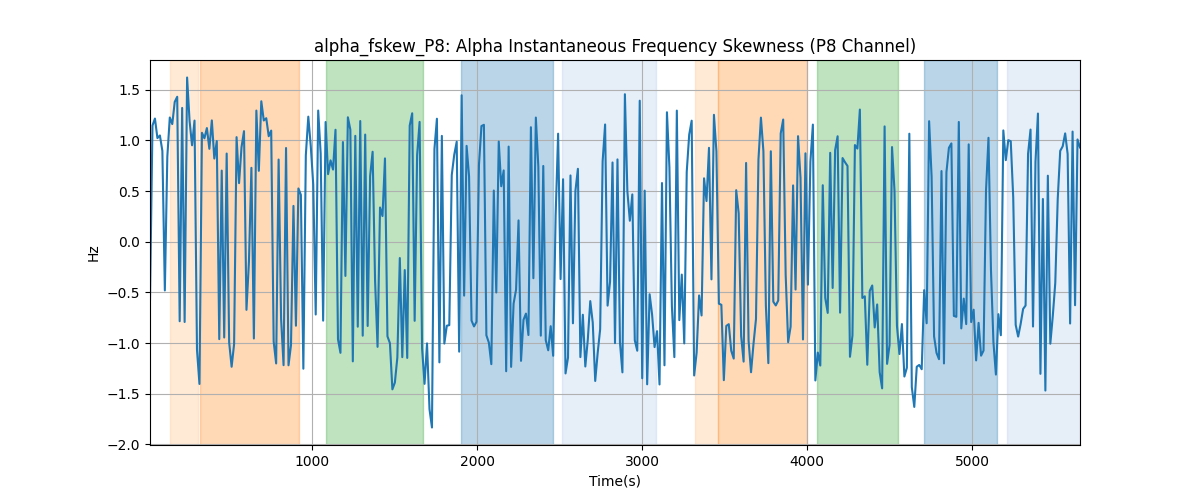 alpha_fskew_P8: Alpha Instantaneous Frequency Skewness (P8 Channel)
1.5
1.0
0.5
0.0
−0.5
−1.0
−1.5
−2.0
Hz
1000 2000 3000 4000 5000
Time(s)